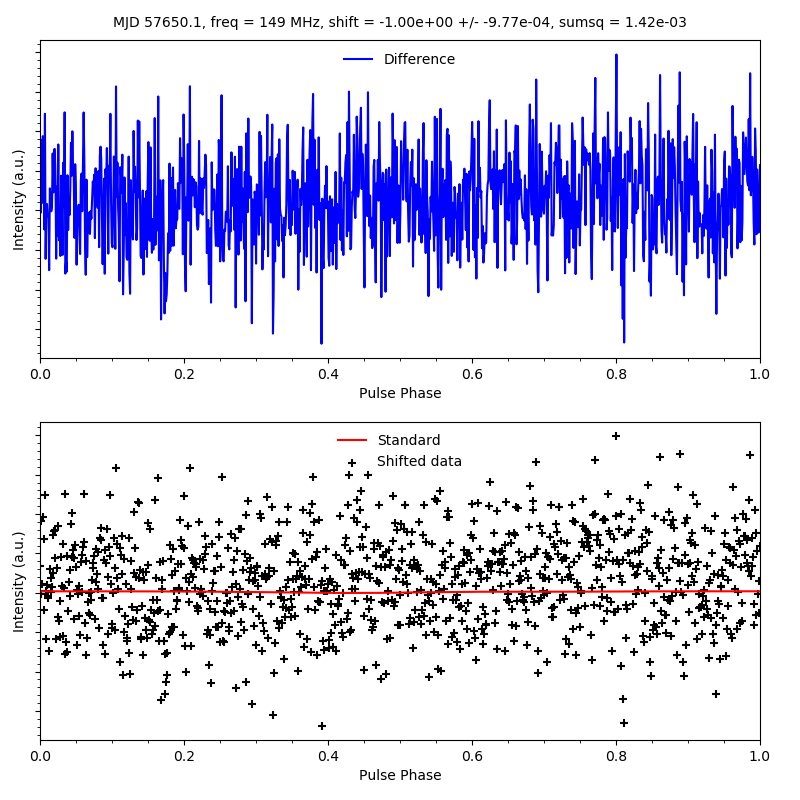 MJD 57650.1, freq = 149 MHz, shift = -1.00e+00 +/- -9.77e-04, sumsq = 1.42e-03
Difference
Intensity (a.u.)
0.0 0.2 0.4 0.6 0.8 1.0
Pulse Phase
Standard
Shifted data
Intensity (a.u.)
0.0 0.2 0.4 0.6 0.8 1.0
Pulse Phase